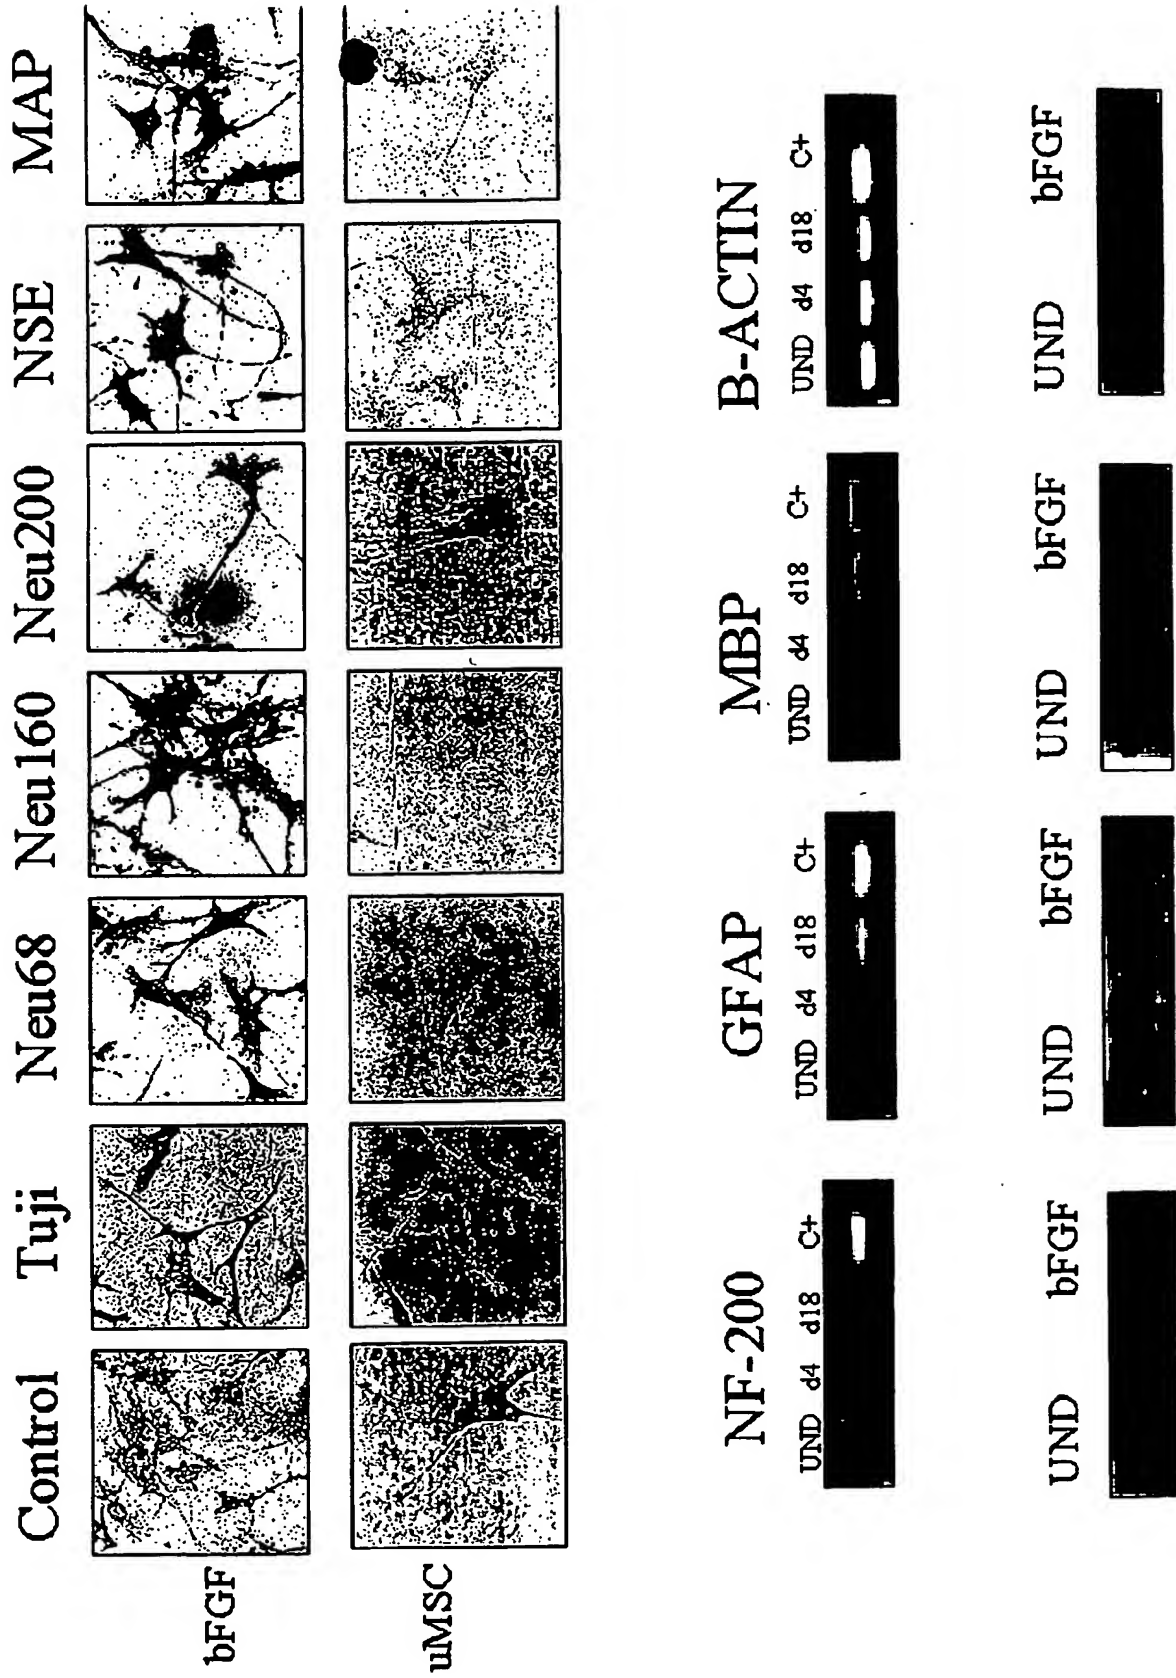 Control Tuji Neu68 Neu160 Neu200 NSE MAP
bFGF
uMSC
NF-200 GFAP MBP B-ACTIN
UND d4 d18 C+ UND d4 d18 C+ UND d4 d18 C+ UND d4 d18 C+
UND bFGF UND bFGF UND bFGF UND bFGF